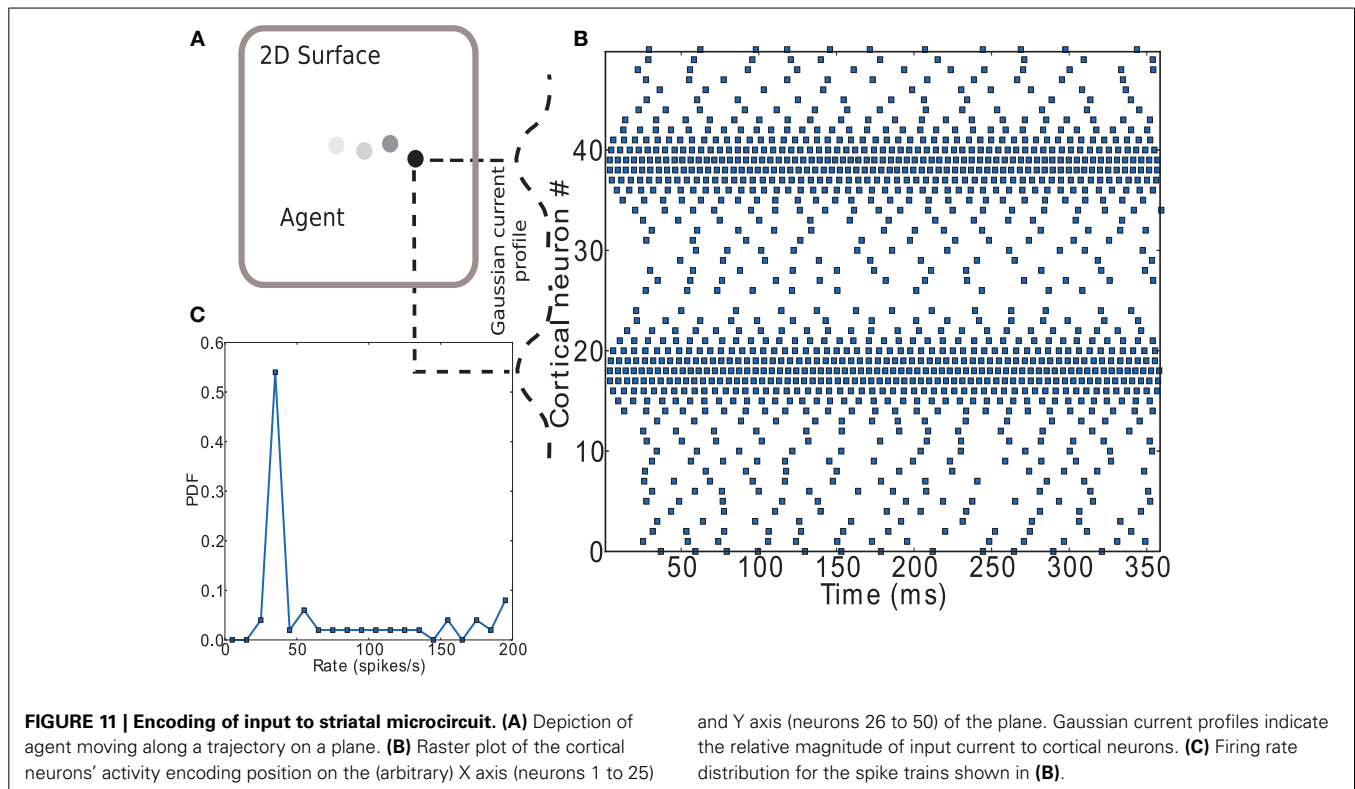 A
2D Surface
Agent
Gaussian current
profile
B
Cortical neuron #
40
30
20
10
0
50
100
150
200
250
300
350
Time (ms)
C
0.6
0.5
0.4
0.3
0.2
0.1
0.0
0
50
100
150
200
PDF
Rate (spikes/s)
FIGURE 11 | Encoding of input to striatal microcircuit. (A) Depiction of
agent moving along a trajectory on a plane. (B) Raster plot of the cortical
neurons' activity encoding position on the (arbitrary) X axis (neurons 1 to 25)
and Y axis (neurons 26 to 50) of the plane. Gaussian current profiles indicate
the relative magnitude of input current to cortical neurons. (C) Firing rate
distribution for the spike trains shown in (B).